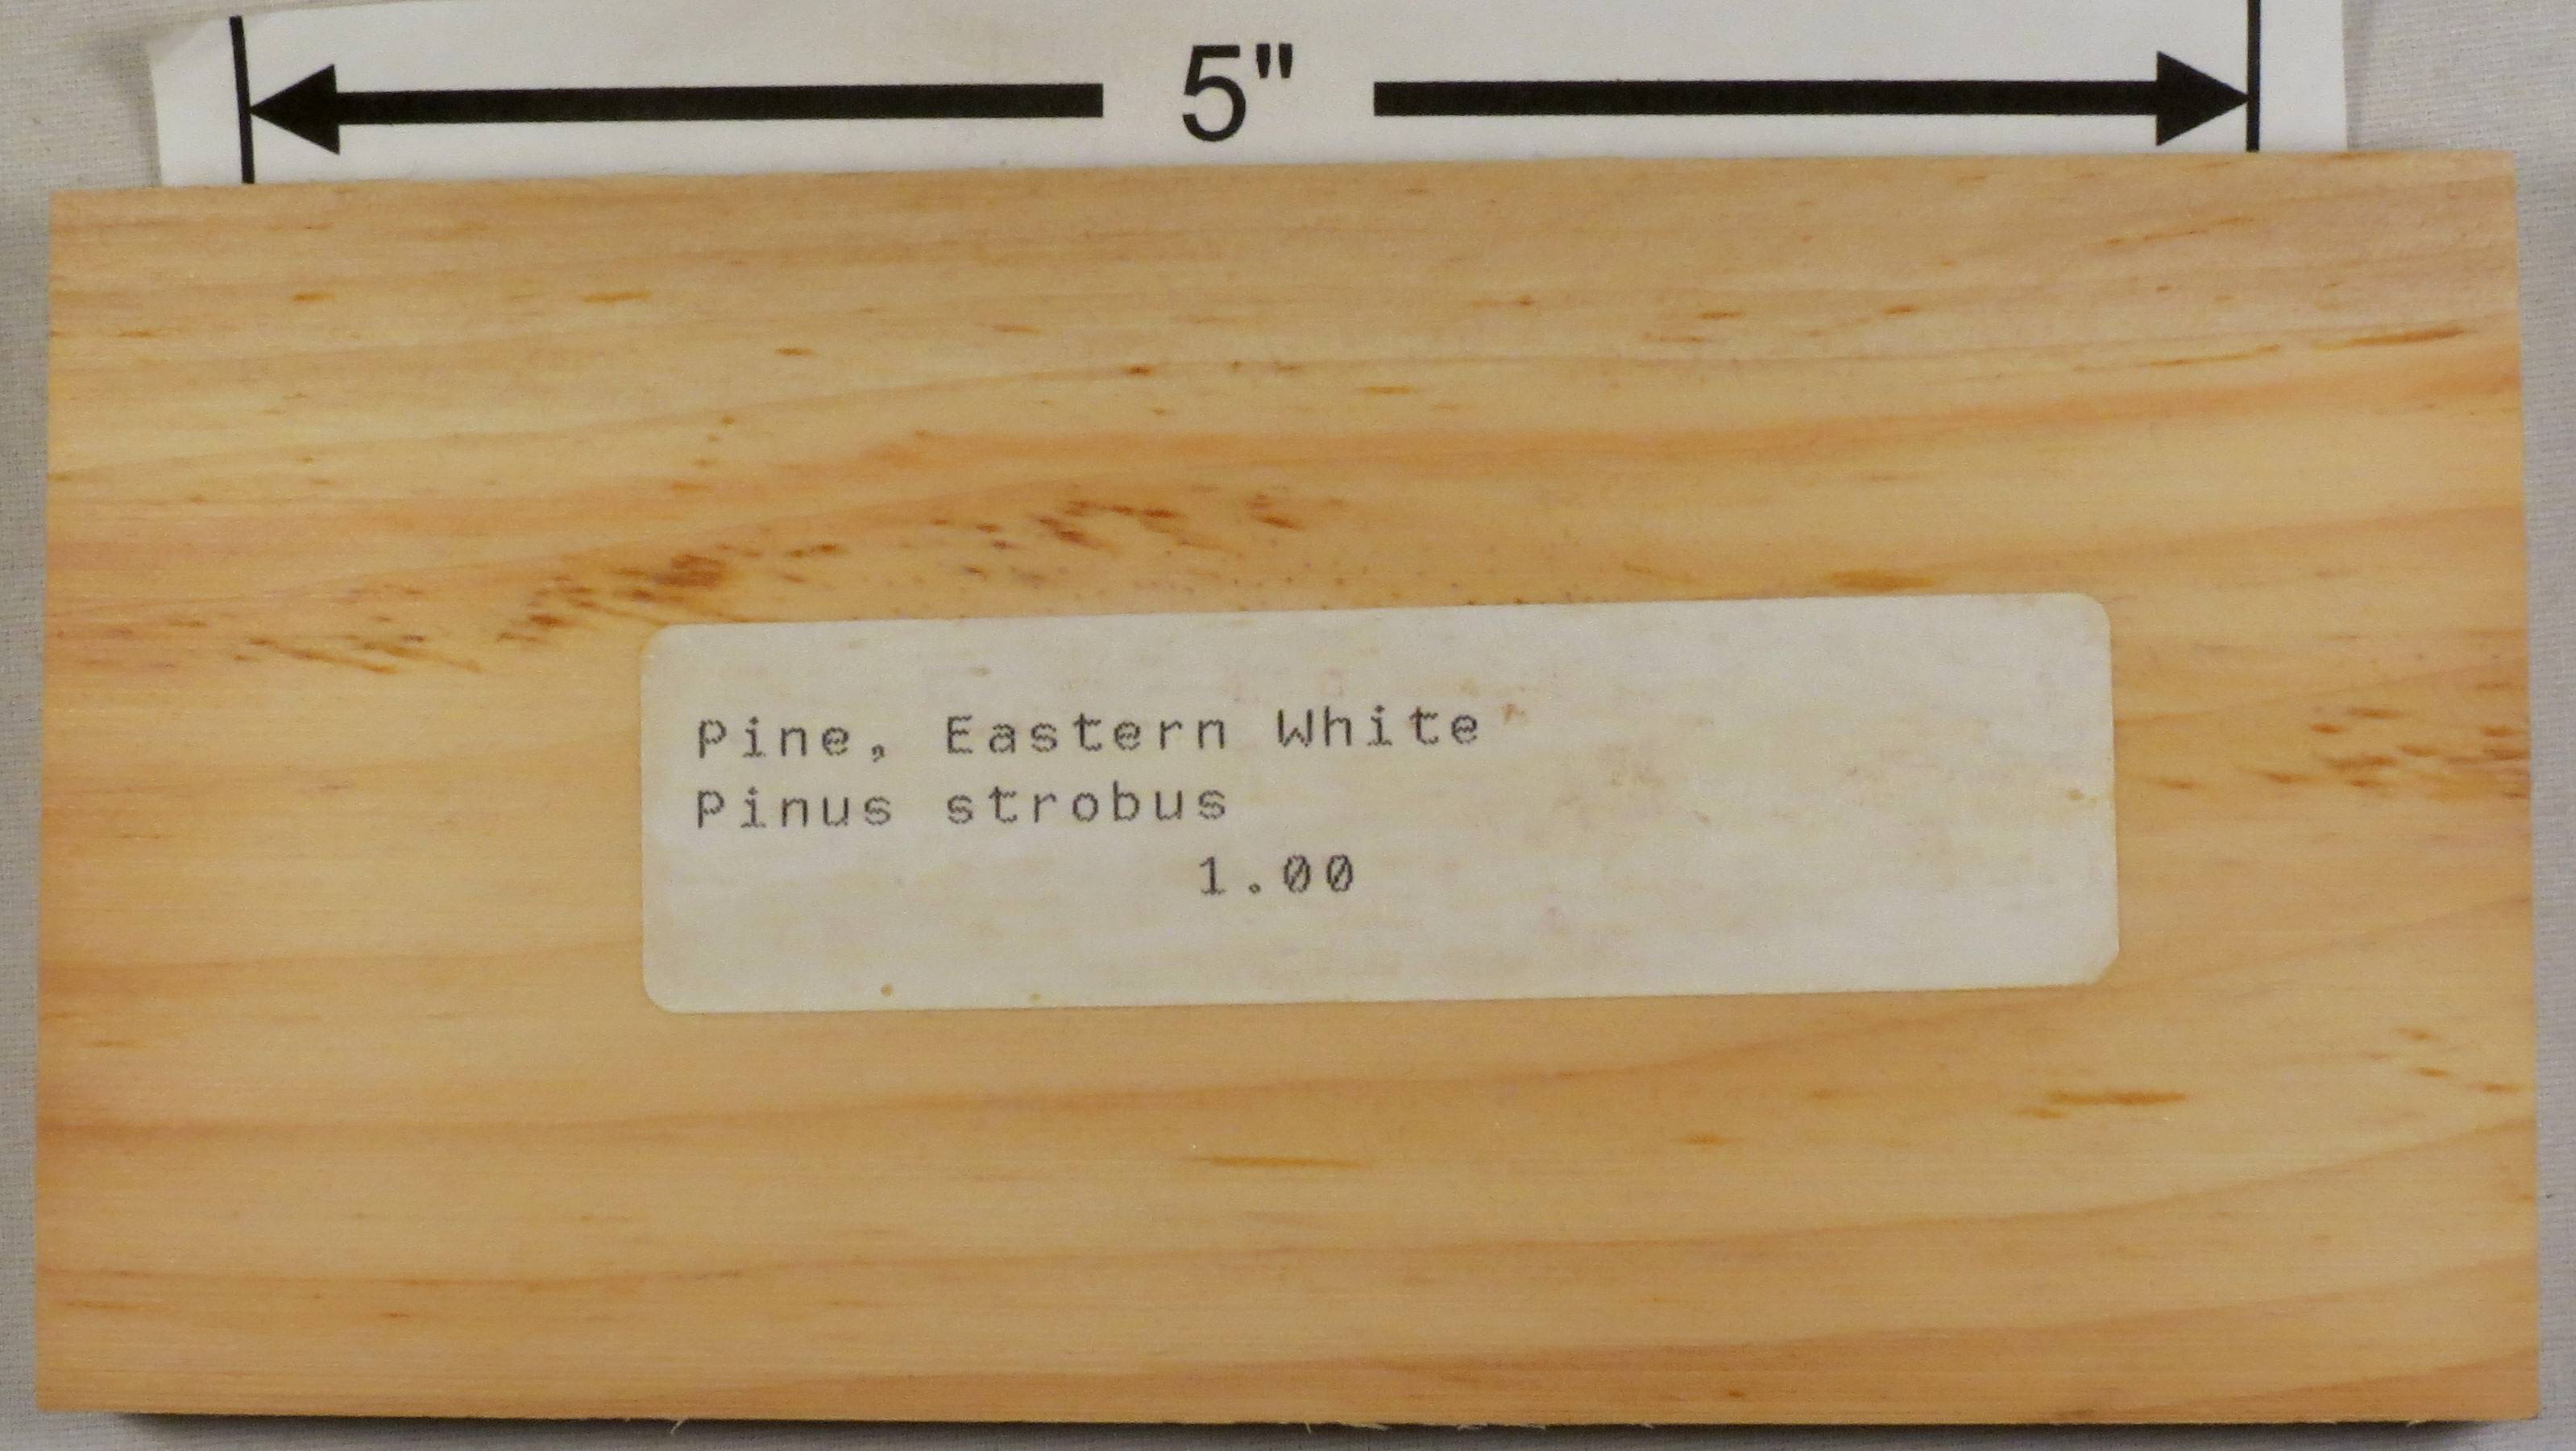 5"
Pine, Eastern White
Pinus strobus
1.00